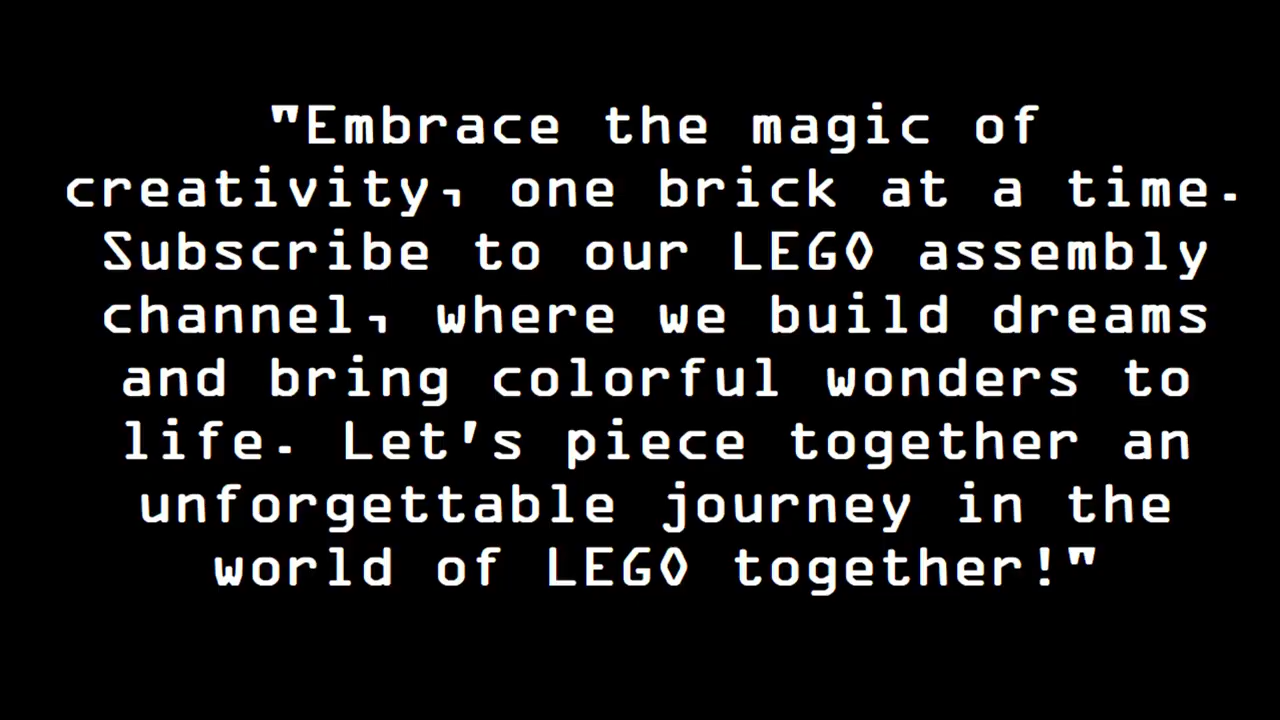 "Embrace the magic of
creativity, one brick at a time.
Subscribe to our LEGO assembly
channel, where we build dreams
and bring colorful wonders to
life. Let's piece together an
unforgettable journey in the
world of LEGO together!"